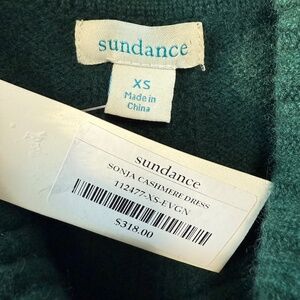 sundance
XS
Made in
China
sundance
SONJA CASHMERE DRESS
112477-XS-EVGN
$318.00